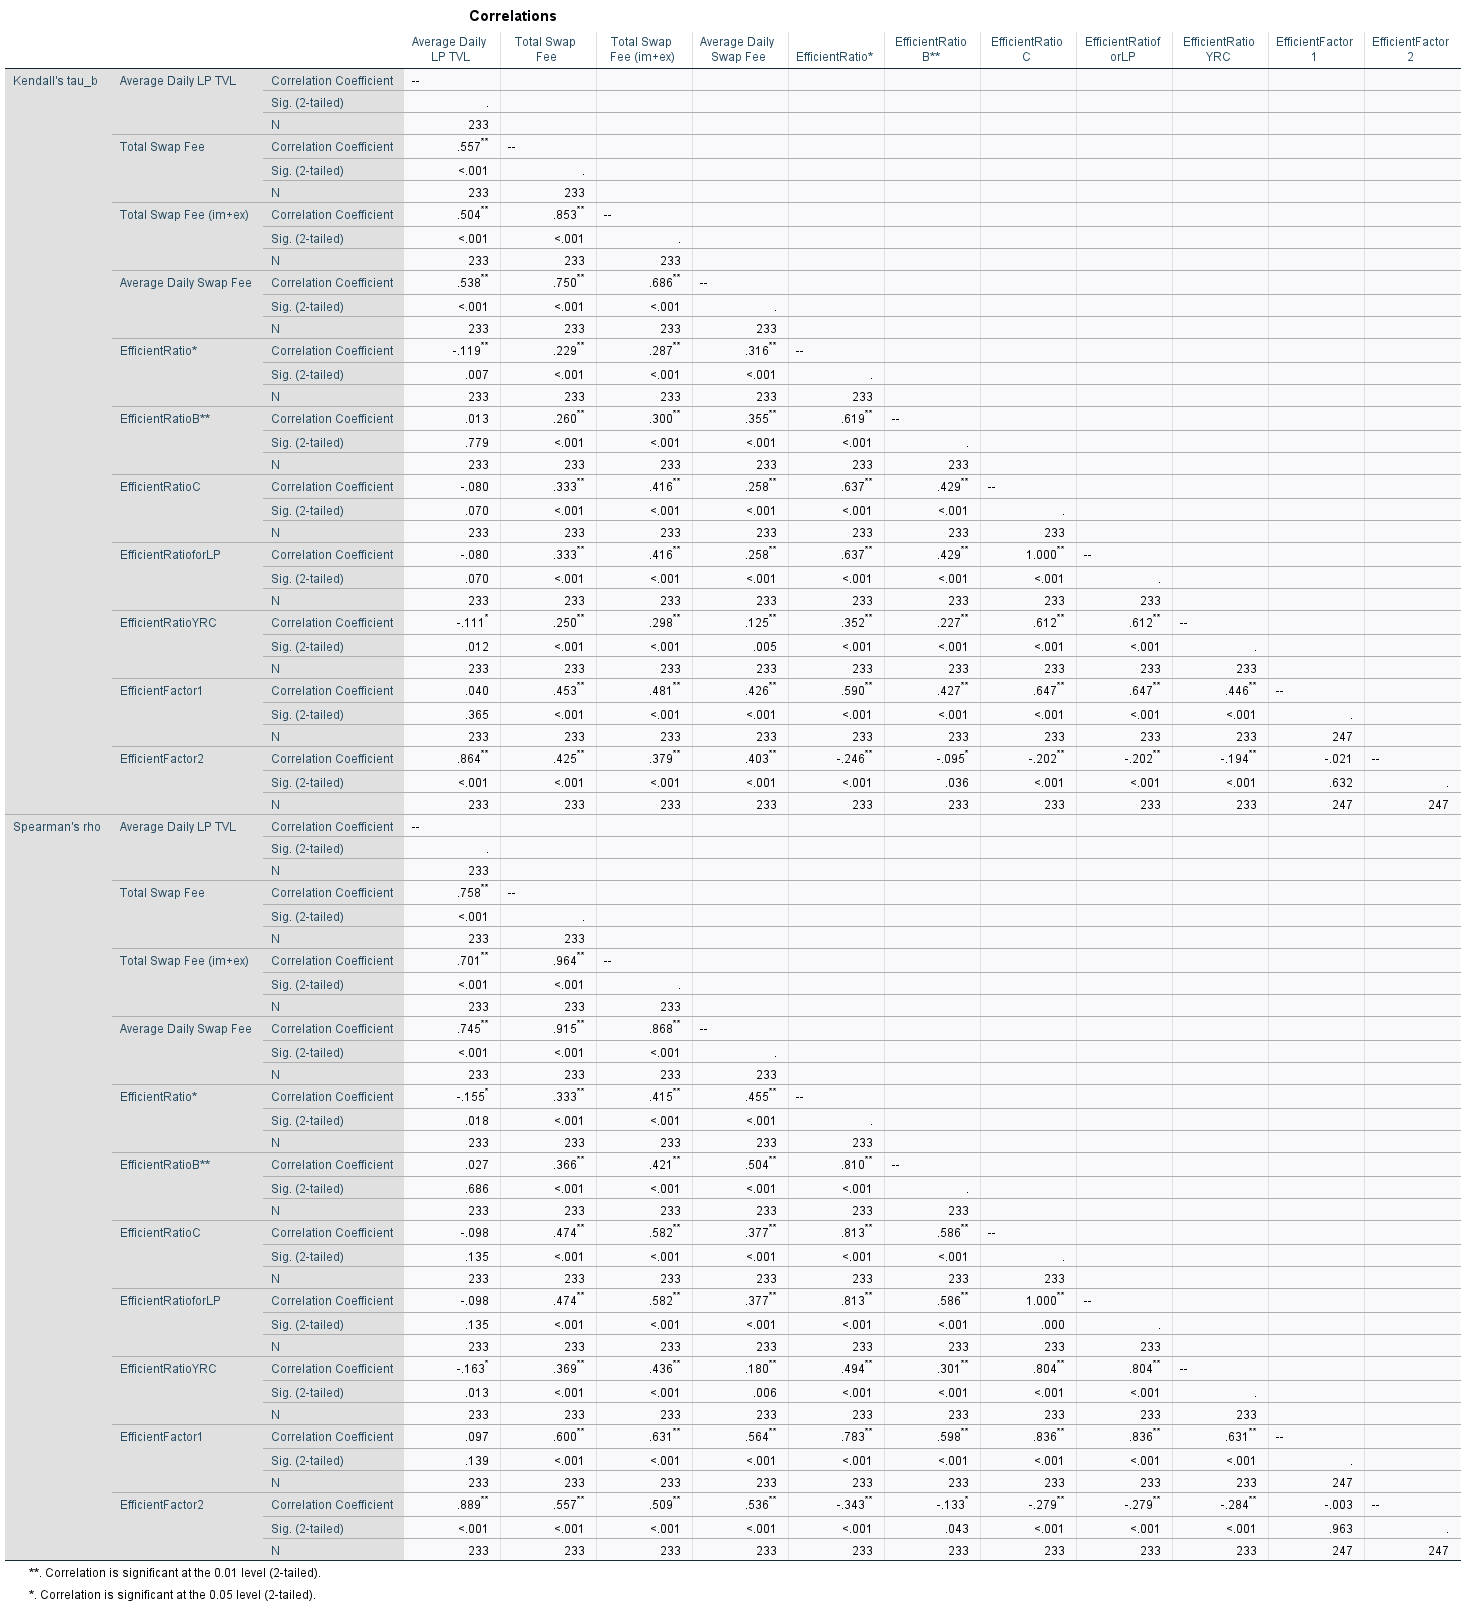 Correlations
Average Daily LP TVL Total Swap Fee Total Swap Fee (im+ex) Average Daily Swap Fee EfficientRatio* EfficientRatioB** EfficientRatioC EfficientRatioforLP EfficientRatioYRC EfficientFactor1 EfficientFactor2
Kendall's tau_b Average Daily LP TVL Correlation Coefficient --
Sig. (2-tailed) .
N 233
Total Swap Fee Correlation Coefficient .557** --
Sig. (2-tailed) <.001 .
N 233 233
Total Swap Fee (im+ex) Correlation Coefficient .504** .853** --
Sig. (2-tailed) <.001 <.001 .
N 233 233 233
Average Daily Swap Fee Correlation Coefficient .538** .750** .686** --
Sig. (2-tailed) <.001 <.001 <.001 .
N 233 233 233 233
EfficientRatio* Correlation Coefficient -.119** .229** .287** .316** --
Sig. (2-tailed) .007 <.001 <.001 <.001 .
N 233 233 233 233 233
EfficientRatioB** Correlation Coefficient .013 .260** .300** .355** .619** --
Sig. (2-tailed) .779 <.001 <.001 <.001 <.001 .
N 233 233 233 233 233 233
EfficientRatioC Correlation Coefficient -.080 .333** .416** .258** .637** .429** --
Sig. (2-tailed) .070 <.001 <.001 <.001 <.001 <.001 .
N 233 233 233 233 233 233 233
EfficientRatioforLP Correlation Coefficient -.080 .333** .416** .258** .637** .429** 1.000** --
Sig. (2-tailed) .070 <.001 <.001 <.001 <.001 <.001 <.001 .
N 233 233 233 233 233 233 233 233
EfficientRatioYRC Correlation Coefficient -.111* .250** .298** .125** .352** .227** .612** .612** --
Sig. (2-tailed) .012 <.001 <.001 .005 <.001 <.001 <.001 <.001 .
N 233 233 233 233 233 233 233 233 233
EfficientFactor1 Correlation Coefficient .040 .453** .481** .426** .590** .427** .647** .647** .446** --
Sig. (2-tailed) .365 <.001 <.001 <.001 <.001 <.001 <.001 <.001 <.001 .
N 233 233 233 233 233 233 233 233 233 247
EfficientFactor2 Correlation Coefficient .864** .425** .379** .403** -.246** -.095* -.202** -.202** -.194** -.021 --
Sig. (2-tailed) <.001 <.001 <.001 <.001 <.001 .036 <.001 <.001 <.001 .632 .
N 233 233 233 233 233 233 233 233 233 247 247
Spearman's rho Average Daily LP TVL Correlation Coefficient --
Sig. (2-tailed) .
N 233
Total Swap Fee Correlation Coefficient .758** --
Sig. (2-tailed) <.001 .
N 233 233
Total Swap Fee (im+ex) Correlation Coefficient .701** .964** --
Sig. (2-tailed) <.001 <.001 .
N 233 233 233
Average Daily Swap Fee Correlation Coefficient .745** .915** .868** --
Sig. (2-tailed) <.001 <.001 <.001 .
N 233 233 233 233
EfficientRatio* Correlation Coefficient -.155* .333** .415** .455** --
Sig. (2-tailed) .018 <.001 <.001 <.001 .
N 233 233 233 233 233
EfficientRatioB** Correlation Coefficient .027 .366** .421** .504** .810** --
Sig. (2-tailed) .686 <.001 <.001 <.001 <.001 .
N 233 233 233 233 233 233
EfficientRatioC Correlation Coefficient -.098 .474** .582** .377** .813** .586** --
Sig. (2-tailed) .135 <.001 <.001 <.001 <.001 <.001 .
N 233 233 233 233 233 233 233
EfficientRatioforLP Correlation Coefficient -.098 .474** .582** .377** .813** .586** 1.000** --
Sig. (2-tailed) .135 <.001 <.001 <.001 <.001 <.001 .000 .
N 233 233 233 233 233 233 233 233
EfficientRatioYRC Correlation Coefficient -.163* .369** .436** .180** .494** .301** .804** .804** --
Sig. (2-tailed) .013 <.001 <.001 .006 <.001 <.001 <.001 <.001 .
N 233 233 233 233 233 233 233 233 233
EfficientFactor1 Correlation Coefficient .097 .600** .631** .564** .783** .598** .836** .836** .631** --
Sig. (2-tailed) .139 <.001 <.001 <.001 <.001 <.001 <.001 <.001 <.001 .
N 233 233 233 233 233 233 233 233 233 247
EfficientFactor2 Correlation Coefficient .889** .557** .509** .536** -.343** -.133* -.279** -.279** -.284** -.003 --
Sig. (2-tailed) <.001 <.001 <.001 <.001 <.001 .043 <.001 <.001 <.001 .963 .
N 233 233 233 233 233 233 233 233 233 247 247
**. Correlation is significant at the 0.01 level (2-tailed).
*. Correlation is significant at the 0.05 level (2-tailed).